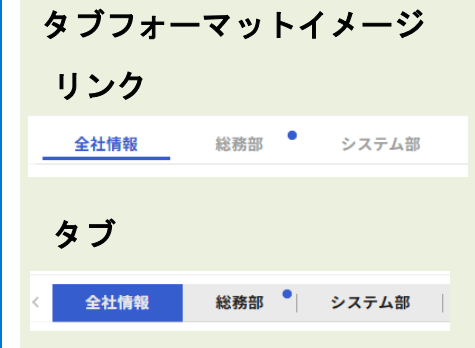 タブフォーマットイメージ
リンク
全社情報 総務部 システム部
タブ
< 全社情報 総務部 | システム部 |